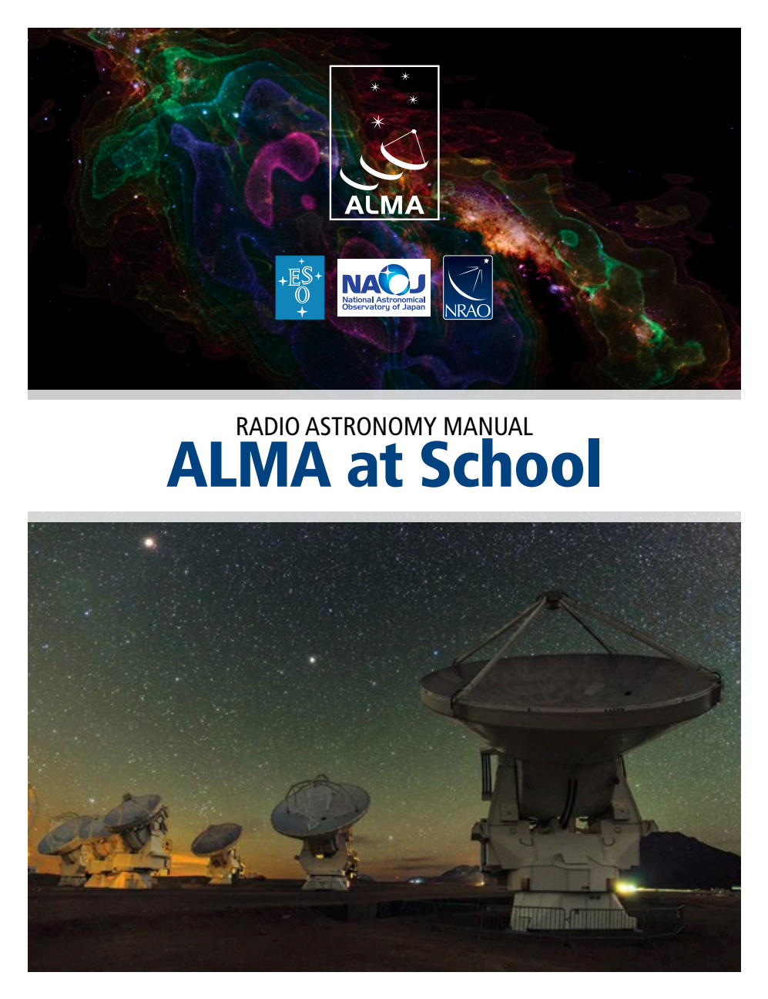 ALMA
ESO
NAOJ
National Astronomical
Observatory of Japan
NRAO
RADIO ASTRONOMY MANUAL
ALMA at School